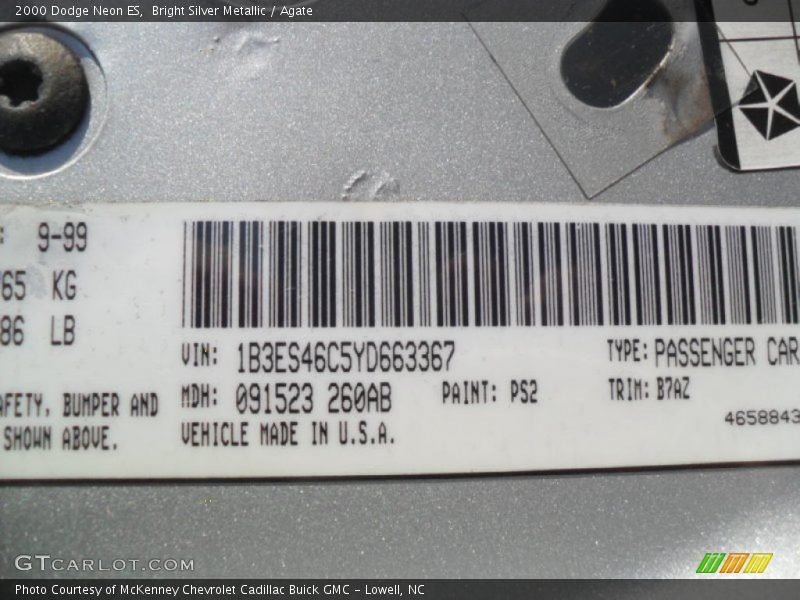 2000 Dodge Neon ES,  Bright Silver Metallic / Agate
: 9-99
65 KG
86 LB
VIN: 1B3ES46C5YD663367
TYPE: PASSENGER CAR
MDH: 091523 260AB
PAINT: PS2
TRIM: B7AZ
AFETY, BUMPER AND
SHOWN ABOVE.
VEHICLE MADE IN U.S.A.
4658843
GTCARLOT.COM
Photo Courtesy of McKenney Chevrolet Cadillac Buick GMC - Lowell, NC